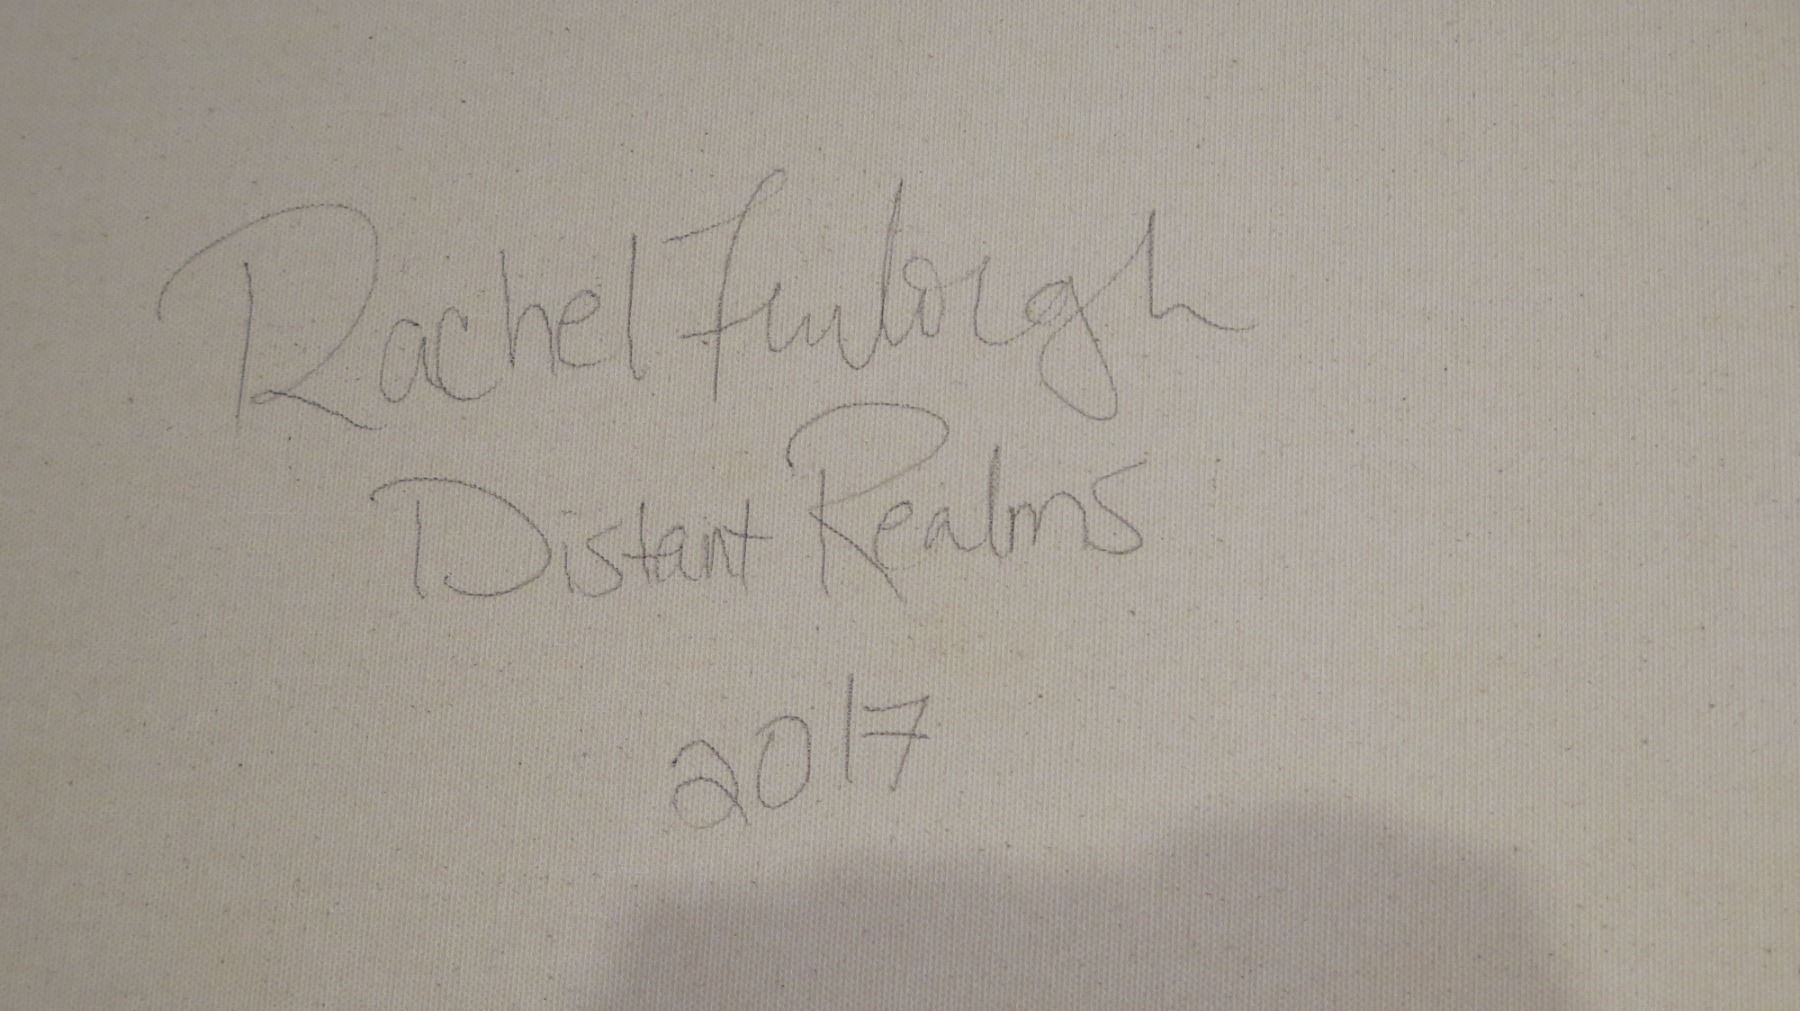 Rachel
Distant Realms
2017